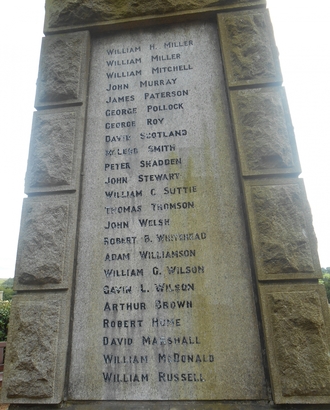 WILLIAM H. MILLER
WILLIAM MILLER
WILLIAM MITCHELL
JOHN MURRAY
JAMES PATERSON
GEORGE POLLOCK
GEORGE ROY
DAVID SCOTLAND
SMITH
PETER SHADDEN
JOHN STEWART
WILLIAM C. SUTTIE
THOMAS THOMSON
JOHN WELSH
ROBERT B. WHITEHEAD
ADAM WILLIAMSON
WILLIAM G. WILSON
GAVIN L. WILSON
ARTHUR BROWN
ROBERT HUME
DAVID MARSHALL
WILLIAM McDONALD
WILLIAM RUSSELL